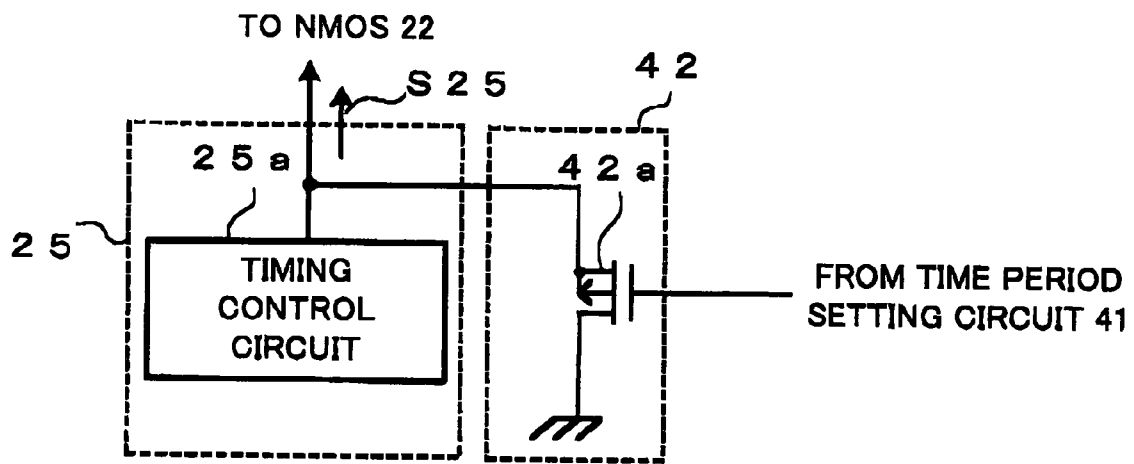 TO NMOS 22
S 2 5
4 2
2 5 a
4 2 a
2 5
TIMING
CONTROL
CIRCUIT
FROM TIME PERIOD
SETTING CIRCUIT 41